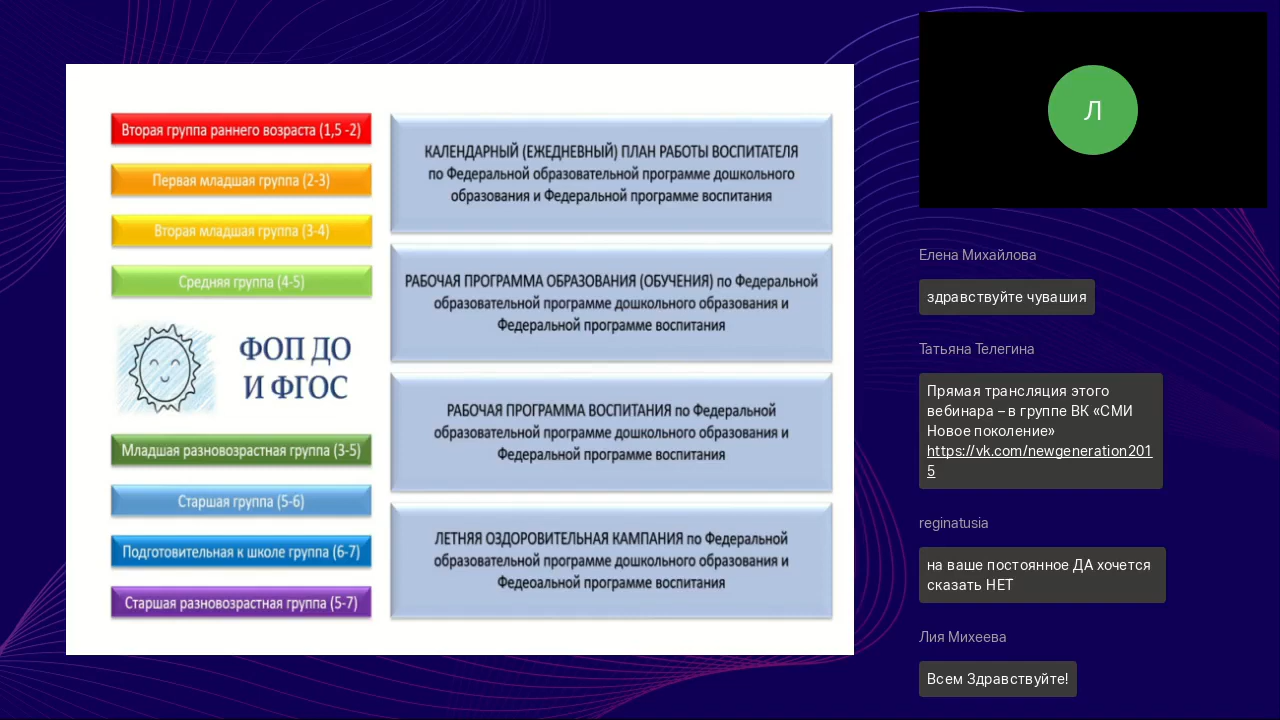 Вторая группа раннего возраста (1,5 -2)
Первая младшая группа (2-3)
Вторая младшая группа (3-4)
Средняя группа (4-5)
ФОП ДО
И ФГОС
Младшая разновозрастная группа (3-5)
Старшая группа (5-6)
Подготовительная к школе группа (6-7)
Старшая разновозрастная группа (5-7)
КАЛЕНДАРНЫЙ (ЕЖЕДНЕВНЫЙ) ПЛАН РАБОТЫ ВОСПИТАТЕЛЯ
по Федеральной образовательной программе дошкольного
образования и Федеральной программе воспитания
РАБОЧАЯ ПРОГРАММА ОБРАЗОВАНИЯ (ОБУЧЕНИЯ) по Федеральной
образовательной программе дошкольного образования и
Федеральной программе воспитания
РАБОЧАЯ ПРОГРАММА ВОСПИТАНИЯ по Федеральной
образовательной программе дошкольного образования и
Федеральной программе воспитания
ЛЕТНЯЯ ОЗДОРОВИТЕЛЬНАЯ КАМПАНИЯ по Федеральной
образовательной программе дошкольного образования и
Федеоальной программе воспитания
Л
Елена Михайлова
здравствуйте чувашия
Татьяна Телегина
Прямая трансляция этого
вебинара – в группе ВК «СМИ
Новое поколение»
https://vk.com/newgeneration201
5
reginatusia
на ваше постоянное ДА хочется
сказать НЕТ
Лия Михеева
Всем Здравствуйте!